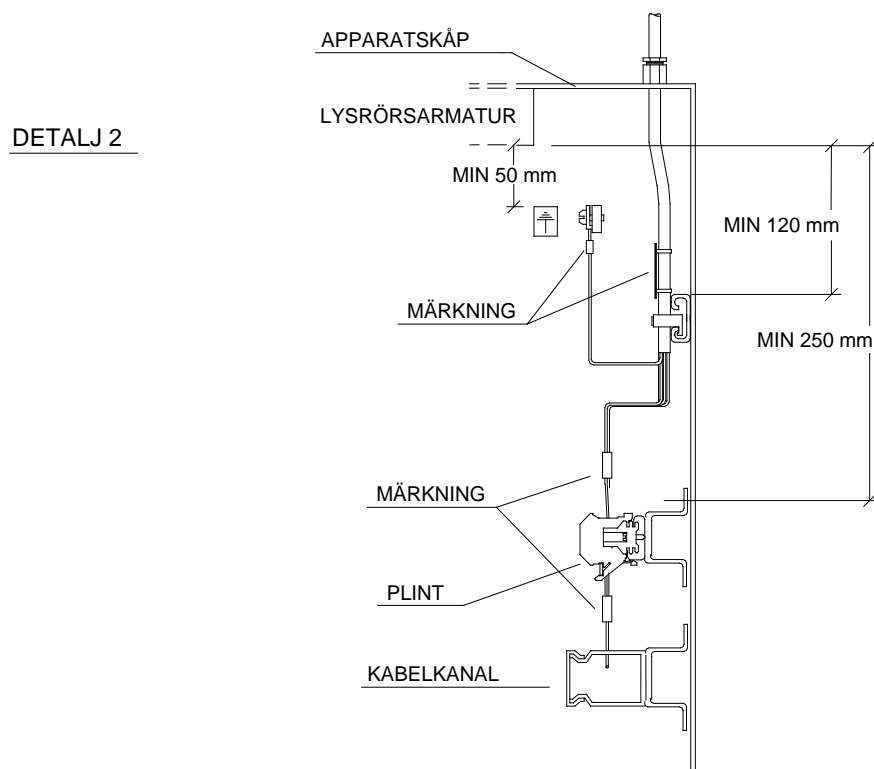 APPARATSKÅP
LYSRÖRSARMATUR
DETALJ 2
MIN 50 mm
MIN 120 mm
MÄRKNING
MIN 250 mm
MÄRKNING
PLINT
KABELKANAL